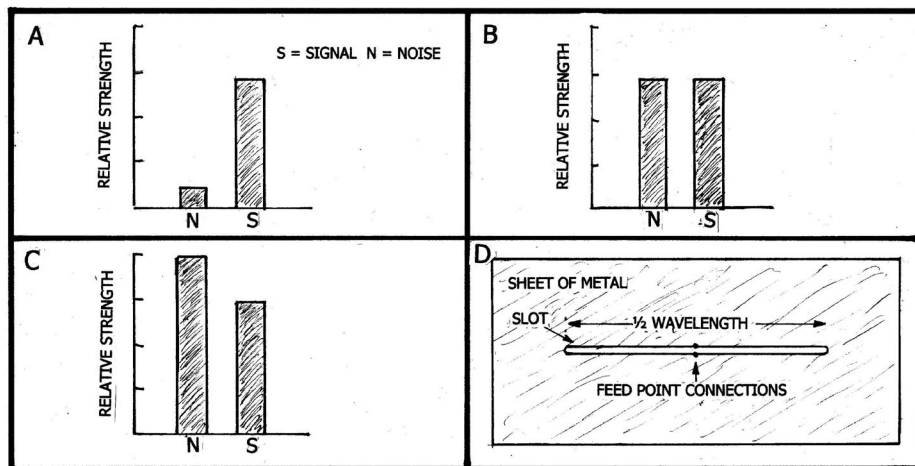 A
RELATIVE STRENGTH
S = SIGNAL N = NOISE
N S
B
RELATIVE STRENGTH
N S
C
RELATIVE STRENGTH
N S
D
SHEET OF METAL
SLOT
½ WAVELENGTH
FEED POINT CONNECTIONS